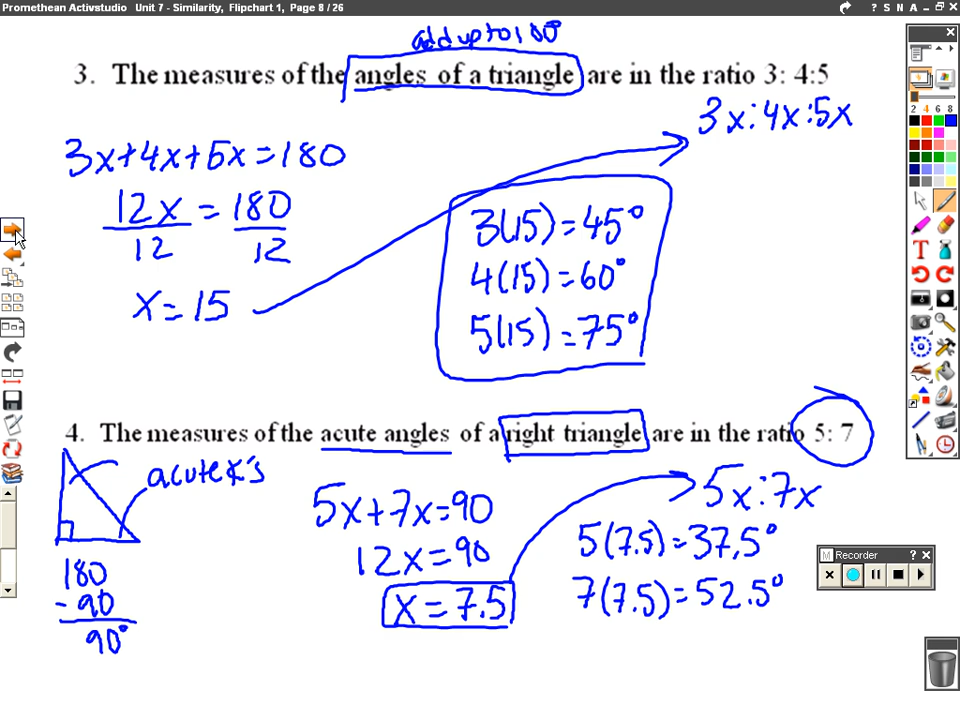 Promethean Activstudio Unit 7 - Similarity, Flipchart 1, Page 8 / 26
? S N A
add up to 180°
3. The measures of the angles of a triangle are in the ratio 3: 4:5
3x:4x:5x
3x+4x+5x=180
12x = 180
12 12
x = 15
3(15)=45°
4(15)=60°
5(15)=75°
2 4 6 8
4. The measures of the acute angles of a right triangle are in the ratio 5: 7
acute ∠'s
5x:7x
5x+7x=90
12x=90
x = 7.5
5(7.5)=37.5°
7(7.5)=52.5°
180
- 90
90°
M Recorder ?